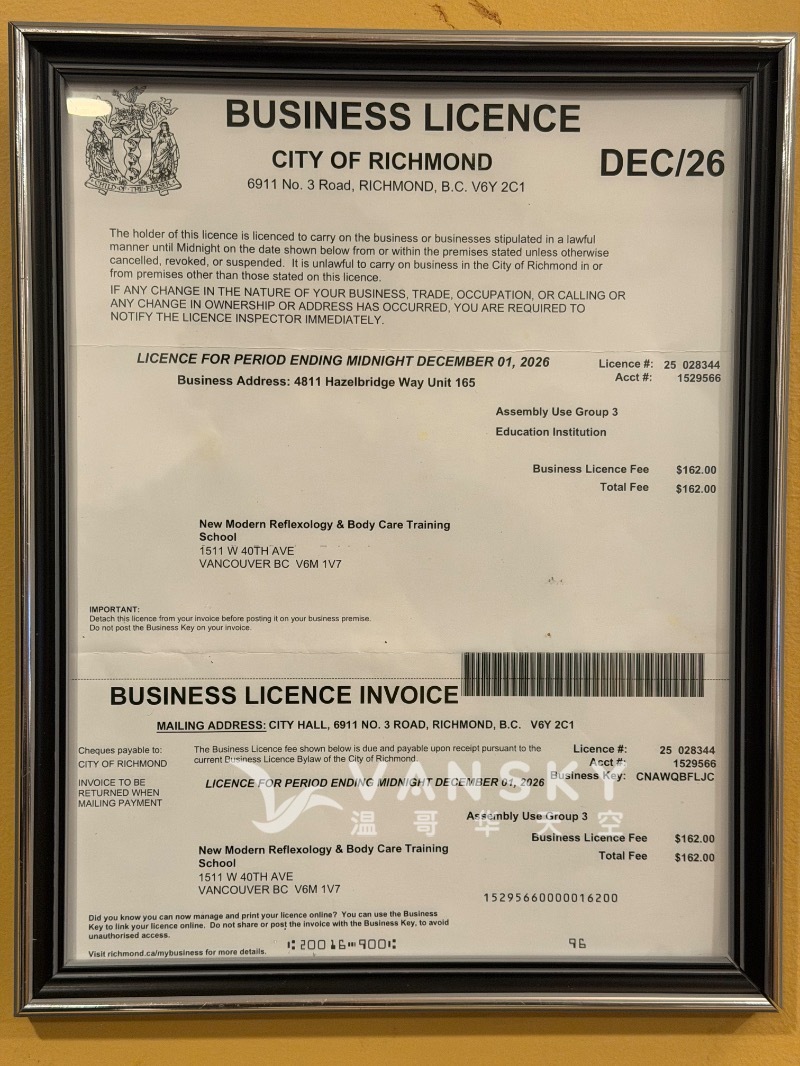 BUSINESS LICENCE
CITY OF RICHMOND
6911 No. 3 Road, RICHMOND, B.C. V6Y 2C1
DEC/26
The holder of this licence is licenced to carry on the business or businesses stipulated in a lawful
manner until Midnight on the date shown below from or within the premises stated unless otherwise
cancelled, revoked, or suspended. It is unlawful to carry on business in the City of Richmond in or
from premises other than those stated on this licence.
IF ANY CHANGE IN THE NATURE OF YOUR BUSINESS, TRADE, OCCUPATION, OR CALLING OR
ANY CHANGE IN OWNERSHIP OR ADDRESS HAS OCCURRED, YOU ARE REQUIRED TO
NOTIFY THE LICENCE INSPECTOR IMMEDIATELY.
LICENCE FOR PERIOD ENDING MIDNIGHT DECEMBER 01, 2026
Licence #: 25 028344
Business Address: 4811 Hazelbridge Way Unit 165
Acct #: 1529566
Assembly Use Group 3
Education Institution
Business Licence Fee $162.00
Total Fee $162.00
New Modern Reflexology & Body Care Training
School
1511 W 40TH AVE
VANCOUVER BC V6M 1V7
IMPORTANT:
Detach this licence from your invoice before posting it on your business premise.
Do not post the Business Key on your invoice.
BUSINESS LICENCE INVOICE
MAILING ADDRESS: CITY HALL, 6911 NO. 3 ROAD, RICHMOND, B.C. V6Y 2C1
Cheques payable to:
CITY OF RICHMOND
INVOICE TO BE
RETURNED WHEN
MAILING PAYMENT
The Business Licence fee shown below is due and payable upon receipt pursuant to the
current Business Licence Bylaw of the City of Richmond.
Licence #: 25 028344
Acct #: 1529566
Business Key: CNAWQBFLJC
LICENCE FOR PERIOD ENDING MIDNIGHT DECEMBER 01, 2026
VANSKY
温哥华天空
Assembly Use Group 3
Business Licence Fee $162.00
Total Fee $162.00
New Modern Reflexology & Body Care Training
School
1511 W 40TH AVE
VANCOUVER BC V6M 1V7
15295660000016200
Did you know you can now manage and print your licence online? You can use the Business
Key to link your licence online. Do not share or post the invoice with the Business Key, to avoid
unauthorised access.
Visit richmond.ca/mybusiness for more details.
⑆20016⑉900⑆
96